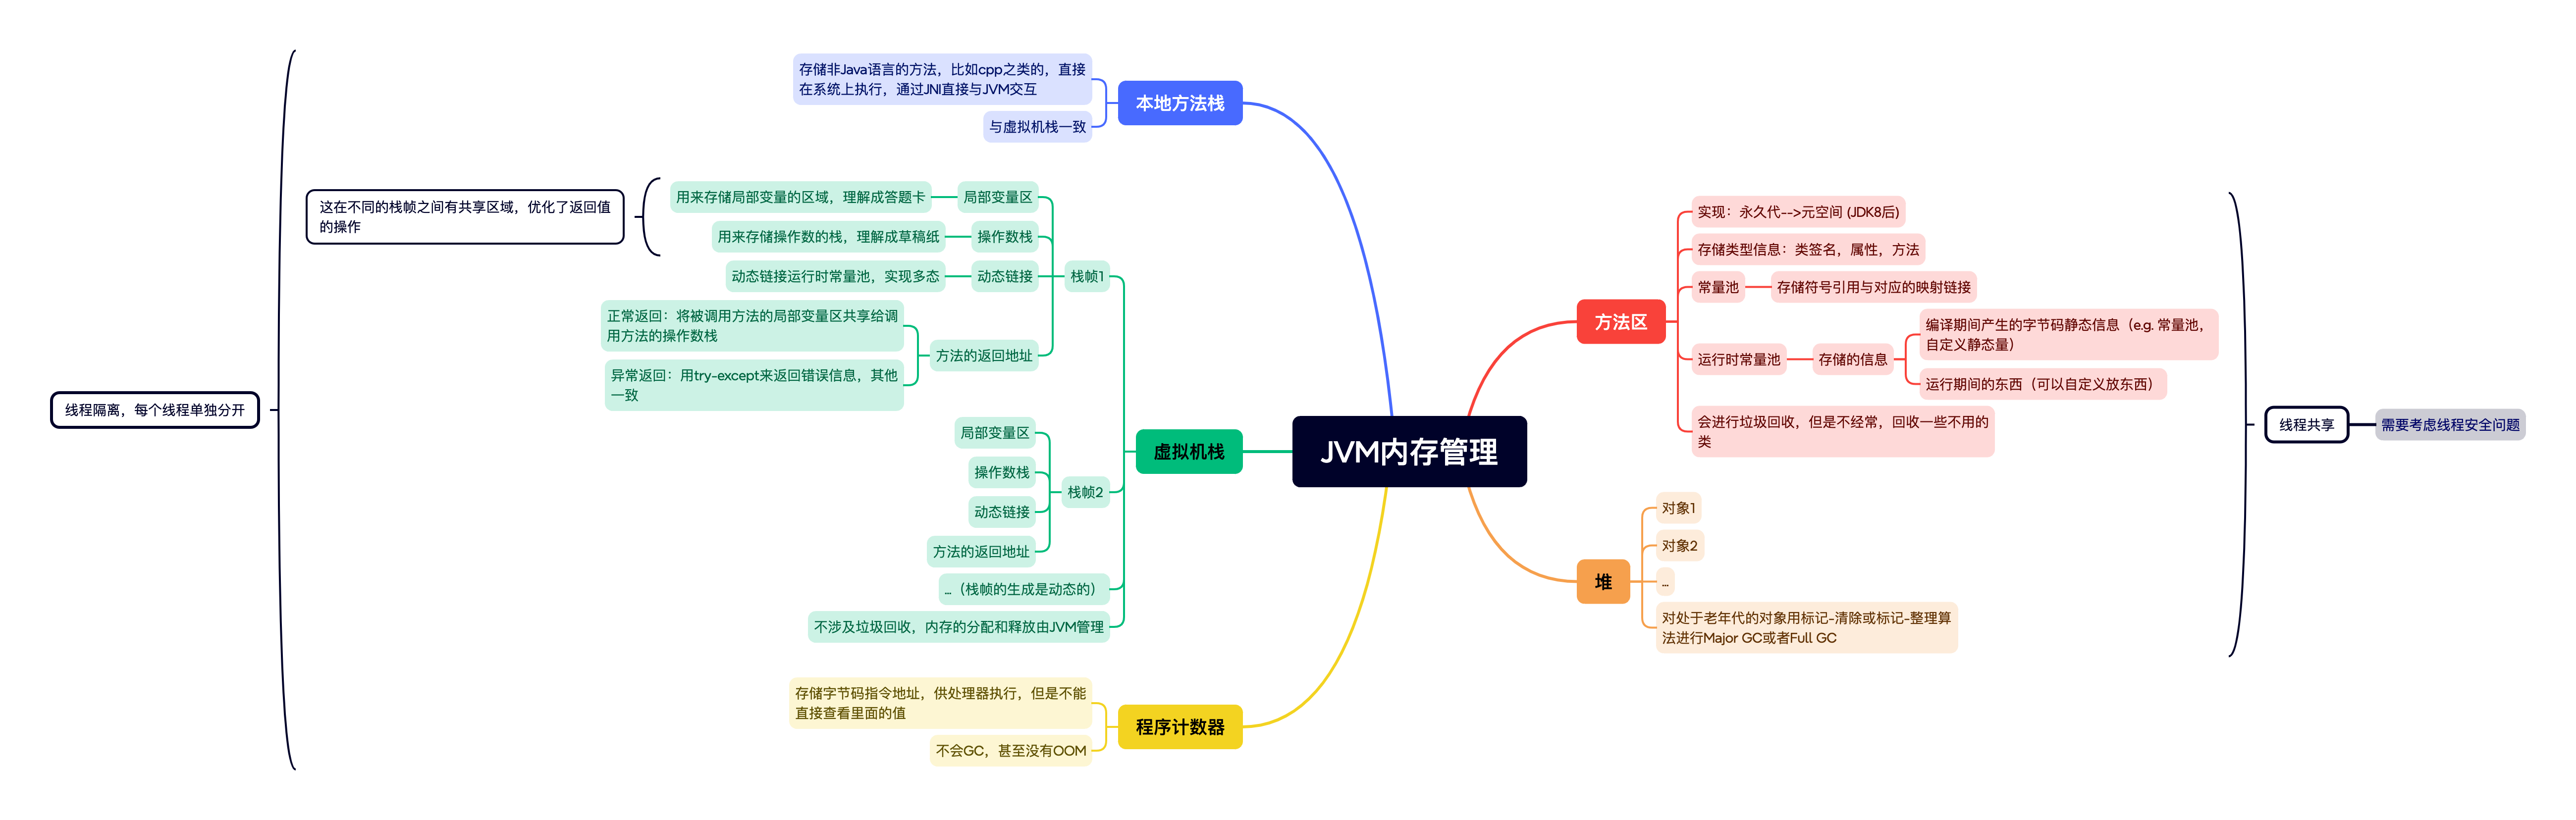 JVM内存管理
本地方法栈
存储非Java语言的方法，比如cpp之类的，直接
在系统上执行，通过JNI直接与JVM交互
与虚拟机栈一致
虚拟机栈
栈帧1
局部变量区
用来存储局部变量的区域，理解成答题卡
操作数栈
用来存储操作数的栈，理解成草稿纸
这在不同的栈帧之间有共享区域，优化了返回值
的操作
动态链接
动态链接运行时常量池，实现多态
方法的返回地址
正常返回：将被调用方法的局部变量区共享给调
用方法的操作数栈
异常返回：用try-except来返回错误信息，其他
一致
栈帧2
局部变量区
操作数栈
动态链接
方法的返回地址
...（栈帧的生成是动态的）
不涉及垃圾回收，内存的分配和释放由JVM管理
程序计数器
存储字节码指令地址，供处理器执行，但是不能
直接查看里面的值
不会GC，甚至没有OOM
线程隔离，每个线程单独分开
方法区
实现：永久代-->元空间 (JDK8后)
存储类型信息：类签名，属性，方法
常量池
存储符号引用与对应的映射链接
运行时常量池
存储的信息
编译期间产生的字节码静态信息（e.g. 常量池，
自定义静态量）
运行期间的东西（可以自定义放东西）
会进行垃圾回收，但是不经常，回收一些不用的
类
堆
对象1
对象2
...
对处于老年代的对象用标记-清除或标记-整理算
法进行Major GC或者Full GC
线程共享
需要考虑线程安全问题